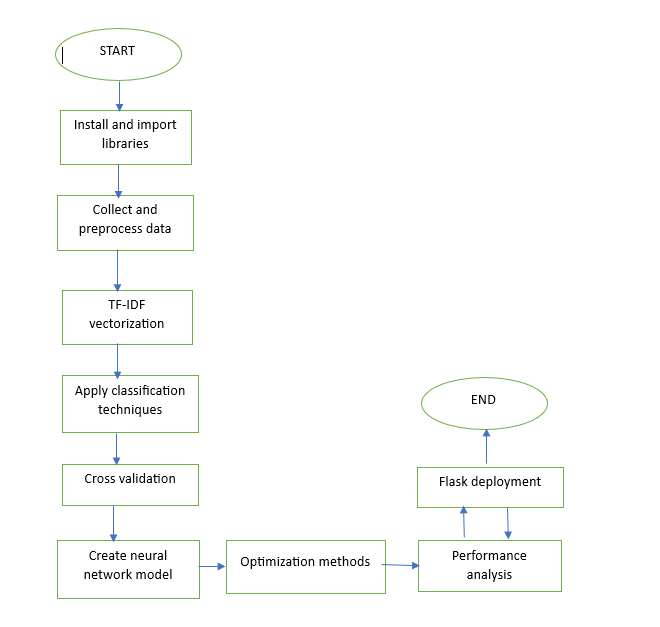 START
Install and import
libraries
Collect and
preprocess data
TF-IDF
vectorization
Apply classification
techniques
Cross validation
Create neural
network model
Optimization methods
Performance
analysis
Flask deployment
END